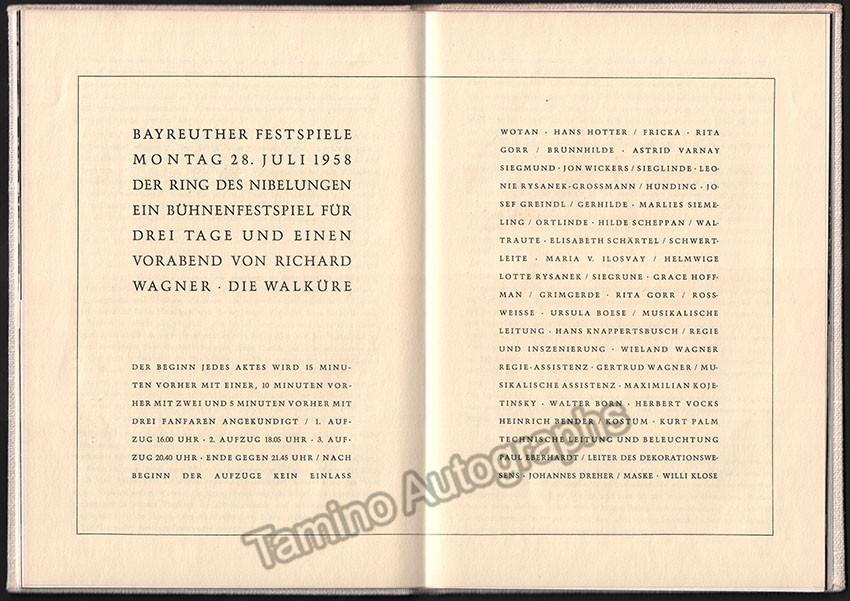 BAYREUTHER FESTSPIELE
MONTAG 28. JULI 1958
DER RING DES NIBELUNGEN
EIN BÜHNENFESTSPIEL FÜR
DREI TAGE UND EINEN
VORABEND VON RICHARD
WAGNER · DIE WALKÜRE
DER BEGINN JEDES AKTES WIRD 15 MINU-
TEN VORHER MIT EINER, 10 MINUTEN VOR-
HER MIT ZWEI UND 5 MINUTEN VORHER MIT
DREI FANFAREN ANGEKÜNDIGT / 1. AUF-
ZUG 16.00 UHR · 2. AUFZUG 18.05 UHR · 3. AUF-
ZUG 20.40 UHR · ENDE GEGEN 21.45 UHR / NACH
BEGINN DER AUFZÜGE KEIN EINLASS
WOTAN · HANS HOTTER / FRICKA · RITA
GORR / BRÜNNHILDE · ASTRID VARNAY
SIEGMUND · JON WICKERS / SIEGLINDE · LEO-
NIE RYSANEK-GROSSMANN / HUNDING · JO-
SEF GREINDL / GERHILDE · MARLIES SIEME-
LING / ORTLINDE · HILDE SCHEPPAN / WAL-
TRAUTE · ELISABETH SCHÄRTEL / SCHWERT-
LEITE · MARIA V. ILOSVAY / HELMWIGE
LOTTE RYSANEK / SIEGRUNE · GRACE HOFF-
MAN / GRIMGERDE · RITA GORR / ROSS-
WEISSE · URSULA BOESE / MUSIKALISCHE
LEITUNG · HANS KNAPPERTSBUSCH / REGIE
UND INSZENIERUNG · WIELAND WAGNER
REGIE-ASSISTENZ · GERTRUD WAGNER / MU-
SIKALISCHE ASSISTENZ · MAXIMILIAN KOJE-
TINSKY · WALTER BORN · HERBERT VOCKS
HEINRICH BENDER / KOSTÜM · KURT PALM
TECHNISCHE LEITUNG UND BELEUCHTUNG
PAUL EBERHARDT / LEITER DES DEKORATIONSWE-
SENS · JOHANNES DREHER / MASKE · WILLI KLOSE
Tamino Autographs